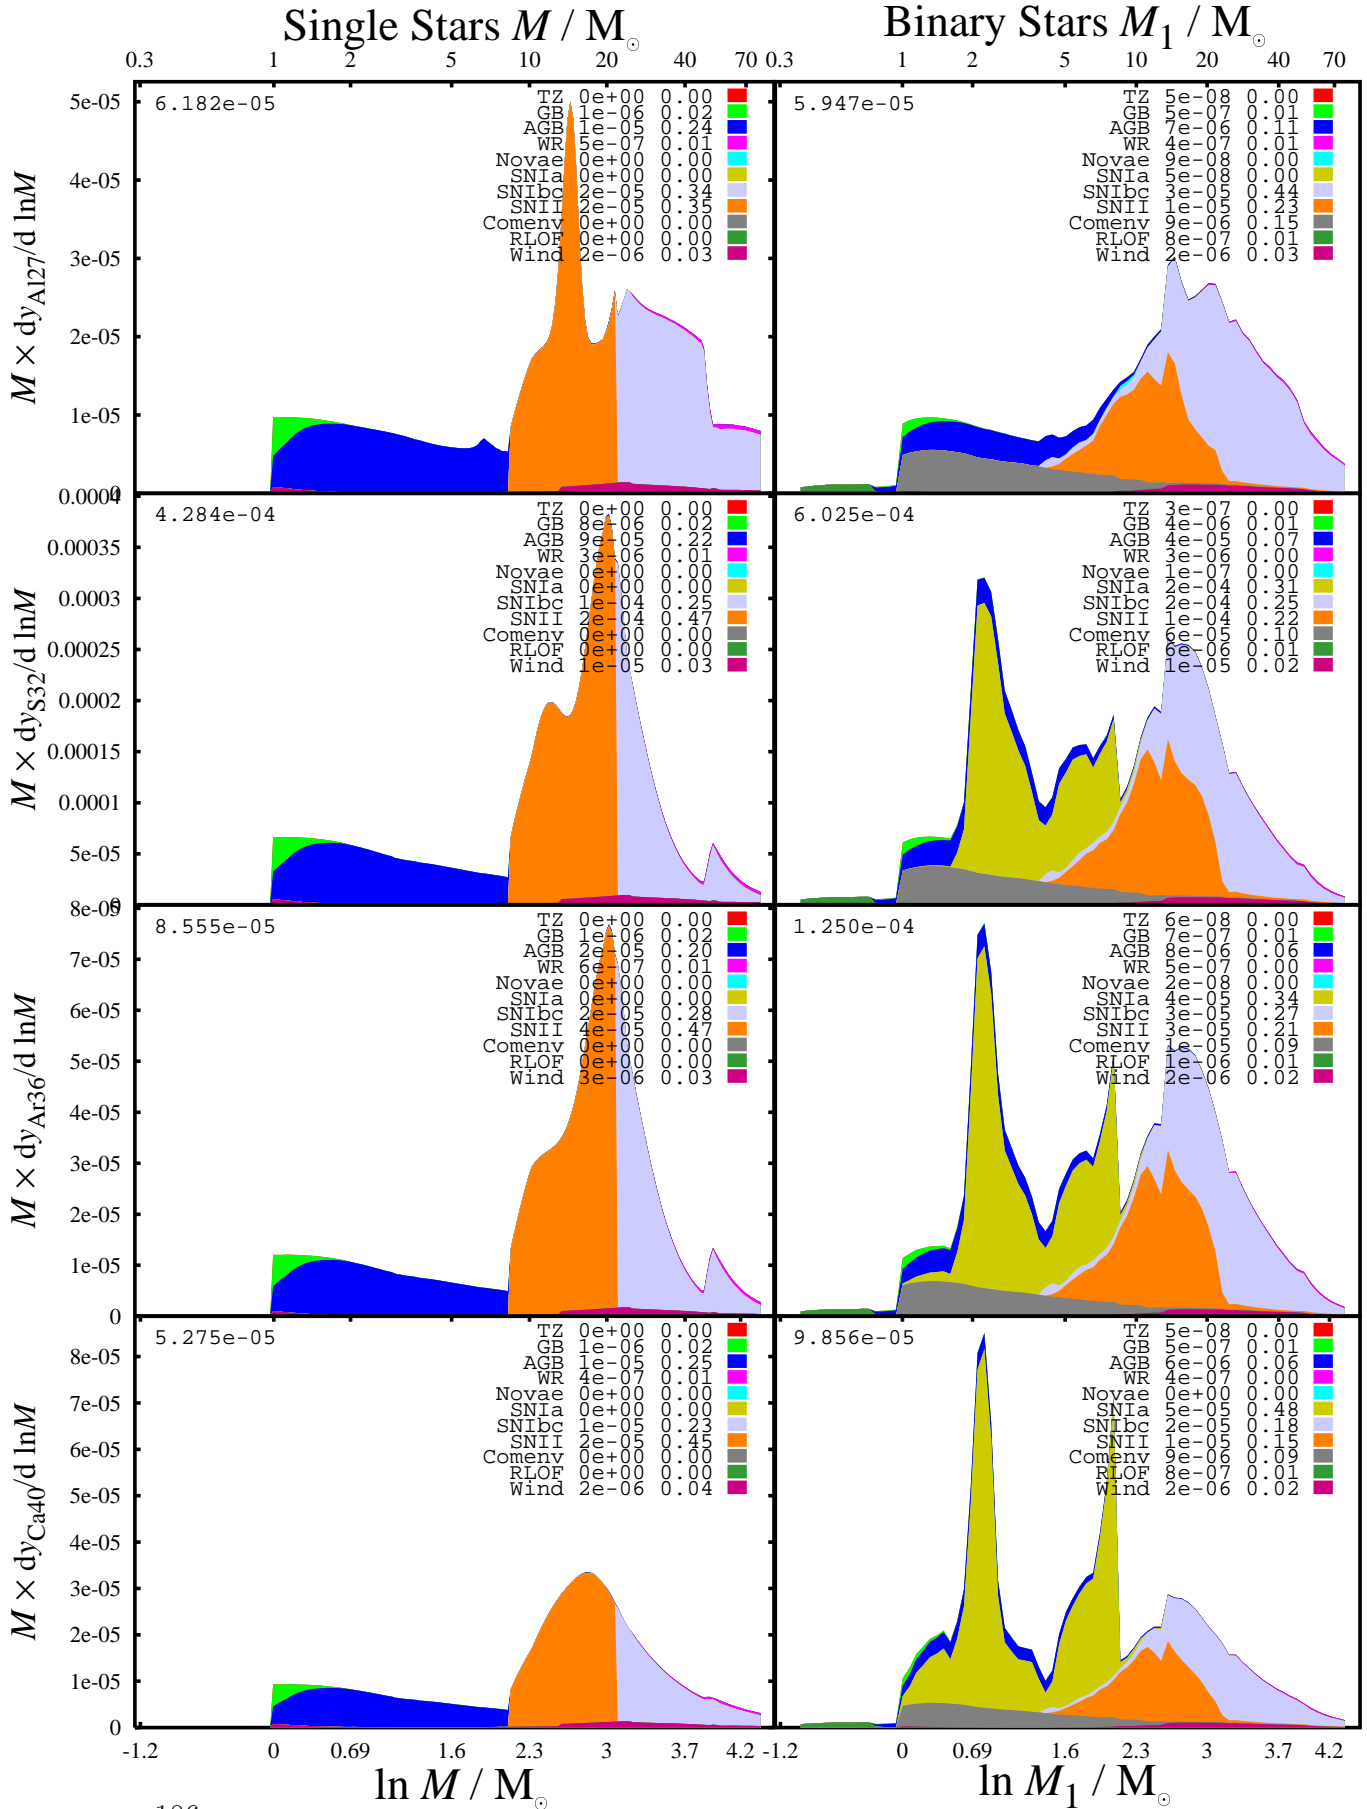 Single Stars M / M☉ Binary Stars M1 / M☉
0.3 1 2 5 10 20 40 70 0.3 1 2 5 10 20 40 70
M × dyAl27/d lnM
5e-05
4e-05
3e-05
2e-05
1e-05
0
6.182e-05
TZ 0e+00 0.00
GB 1e-06 0.02
AGB 1e-05 0.24
WR 5e-07 0.01
Novae 0e+00 0.00
SNIa 0e+00 0.00
SNIbc 2e-05 0.34
SNII 2e-05 0.35
Comenv 0e+00 0.00
RLOF 0e+00 0.00
Wind 2e-06 0.03
5.947e-05
TZ 5e-08 0.00
GB 5e-07 0.01
AGB 7e-06 0.11
WR 4e-07 0.01
Novae 9e-08 0.00
SNIa 5e-08 0.00
SNIbc 3e-05 0.44
SNII 1e-05 0.23
Comenv 9e-06 0.15
RLOF 8e-07 0.01
Wind 2e-06 0.03
M × dyS32/d lnM
0.0004
0.00035
0.0003
0.00025
0.0002
0.00015
0.0001
5e-05
0
4.284e-04
TZ 0e+00 0.00
GB 8e-06 0.02
AGB 9e-05 0.22
WR 3e-06 0.01
Novae 0e+00 0.00
SNIa 0e+00 0.00
SNIbc 1e-04 0.25
SNII 2e-04 0.47
Comenv 0e+00 0.00
RLOF 0e+00 0.00
Wind 1e-05 0.03
6.025e-04
TZ 3e-07 0.00
GB 4e-06 0.01
AGB 4e-05 0.07
WR 3e-06 0.00
Novae 1e-07 0.00
SNIa 2e-04 0.31
SNIbc 2e-04 0.25
SNII 1e-04 0.22
Comenv 6e-05 0.10
RLOF 6e-06 0.01
Wind 1e-05 0.02
M × dyAr36/d lnM
8e-05
7e-05
6e-05
5e-05
4e-05
3e-05
2e-05
1e-05
0
8.555e-05
TZ 0e+00 0.00
GB 1e-06 0.02
AGB 2e-05 0.20
WR 6e-07 0.01
Novae 0e+00 0.00
SNIa 0e+00 0.00
SNIbc 2e-05 0.28
SNII 4e-05 0.47
Comenv 0e+00 0.00
RLOF 0e+00 0.00
Wind 3e-06 0.03
1.250e-04
TZ 6e-08 0.00
GB 7e-07 0.01
AGB 8e-06 0.06
WR 5e-07 0.00
Novae 2e-08 0.00
SNIa 4e-05 0.34
SNIbc 3e-05 0.27
SNII 3e-05 0.21
Comenv 1e-05 0.09
RLOF 1e-06 0.01
Wind 2e-06 0.02
M × dyCa40/d lnM
8e-05
7e-05
6e-05
5e-05
4e-05
3e-05
2e-05
1e-05
0
5.275e-05
TZ 0e+00 0.00
GB 1e-06 0.02
AGB 1e-05 0.25
WR 4e-07 0.01
Novae 0e+00 0.00
SNIa 0e+00 0.00
SNIbc 1e-05 0.23
SNII 2e-05 0.45
Comenv 0e+00 0.00
RLOF 0e+00 0.00
Wind 2e-06 0.04
9.856e-05
TZ 5e-08 0.00
GB 5e-07 0.01
AGB 6e-06 0.06
WR 4e-07 0.00
Novae 0e+00 0.00
SNIa 5e-05 0.48
SNIbc 2e-05 0.18
SNII 1e-05 0.15
Comenv 9e-06 0.09
RLOF 8e-07 0.01
Wind 2e-06 0.02
-1.2 0 0.69 1.6 2.3 3 3.7 4.2 -1.2 0 0.69 1.6 2.3 3 3.7 4.2
ln M / M☉ ln M1 / M☉